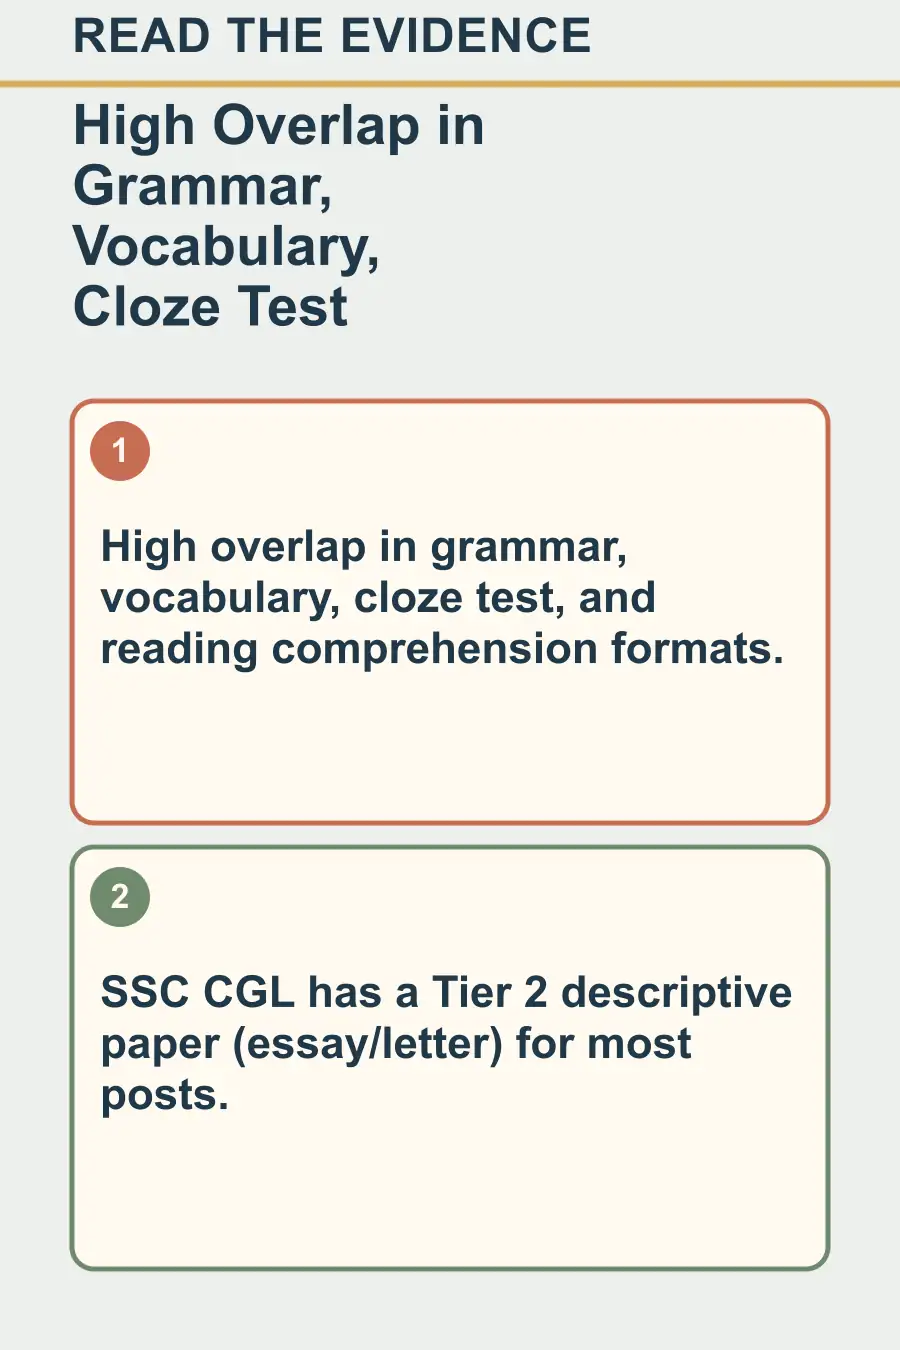 READ THE EVIDENCE
High Overlap in
Grammar,
Vocabulary,
Cloze Test
1
High overlap in grammar,
vocabulary, cloze test, and
reading comprehension formats.
2
SSC CGL has a Tier 2 descriptive
paper (essay/letter) for most
posts.